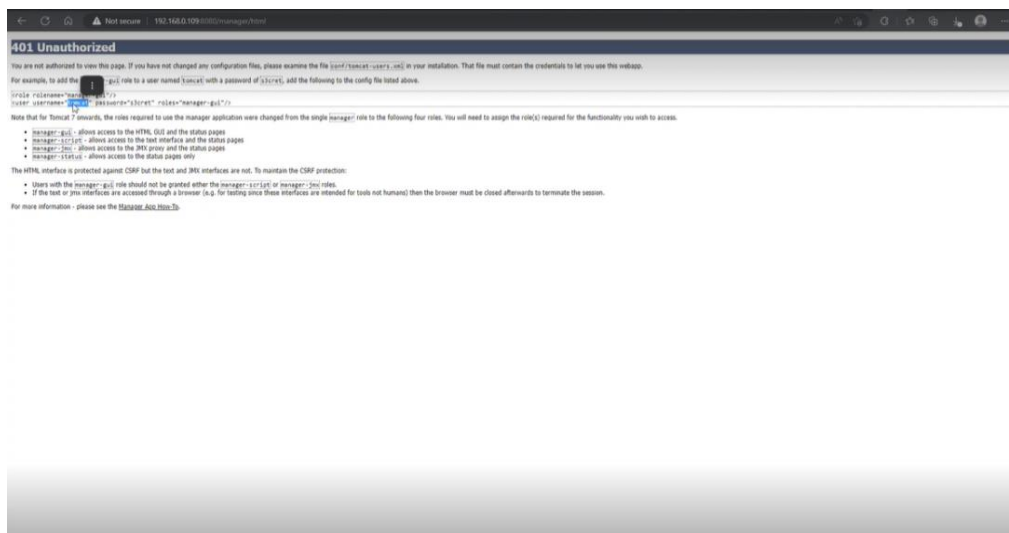 Not secure | 192.168.0.109:8080/manager/html
401 Unauthorized
You are not authorized to view this page. If you have not changed any configuration files, please examine the file conf/tomcat-users.xml in your installation. That file must contain the credentials to let you use this webapp.
For example, to add the -gui role to a user named tomcat with a password of s3cret, add the following to the config file listed above.
<role rolename="manager-gui"/>
<user username="tomcat" password="s3cret" roles="manager-gui"/>
Note that for Tomcat 7 onwards, the roles required to use the manager application were changed from the single manager role to the following four roles. You will need to assign the role(s) required for the functionality you wish to access.
manager-gui - allows access to the HTML GUI and the status pages
manager-script - allows access to the text interface and the status pages
manager-jmx - allows access to the JMX proxy and the status pages
manager-status - allows access to the status pages only
The HTML interface is protected against CSRF but the text and JMX interfaces are not. To maintain the CSRF protection:
Users with the manager-gui role should not be granted either the manager-script or manager-jmx roles.
If the text or jmx interfaces are accessed through a browser (e.g. for testing since these interfaces are intended for tools not humans) then the browser must be closed afterwards to terminate the session.
For more information - please see the Manager App How-To.